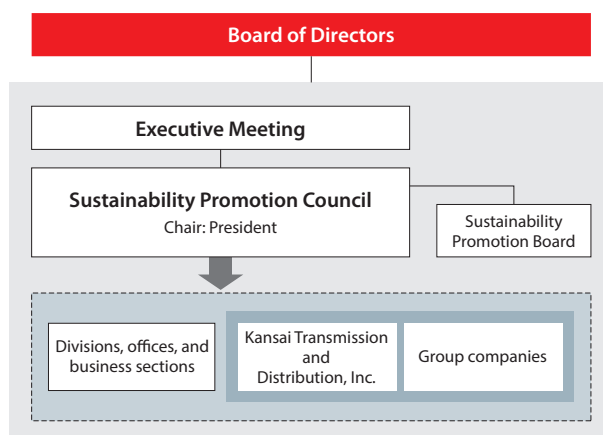 Board of Directors
Executive Meeting
Sustainability Promotion Council
Chair: President
Sustainability
Promotion Board
Divisions, offices, and
business sections
Kansai Transmission
and
Distribution, Inc.
Group companies